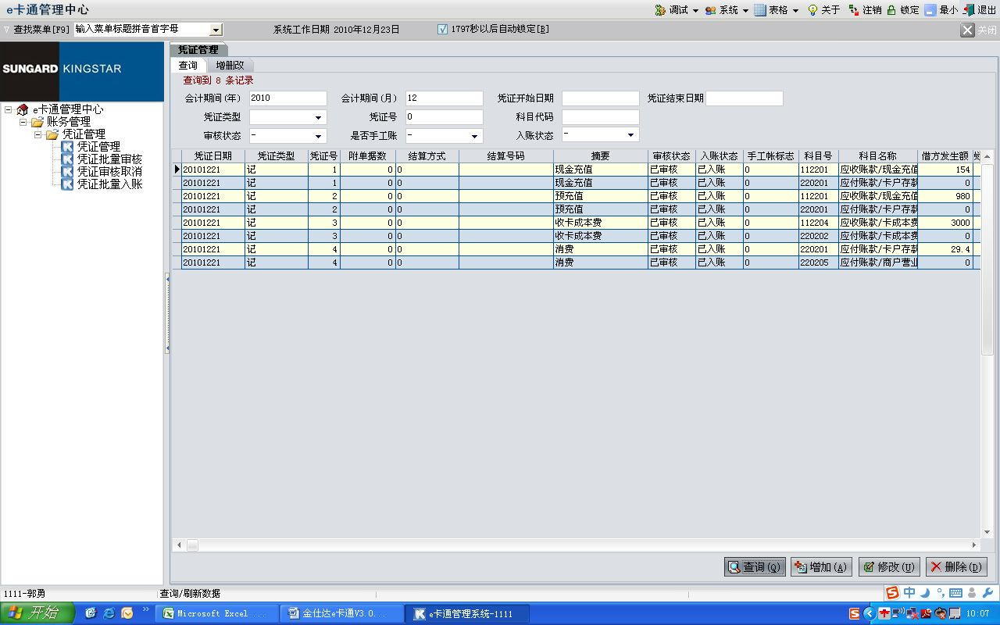 e卡通管理中心 调试 系统 表格 关于 注销 锁定 最小 退出
查找菜单[F9] 输入菜单标题拼音首字母 系统工作日期 2010年12月23日 1797秒以后自动锁定[B] 关闭
SUNGARD KINGSTAR
e卡通管理中心
账务管理
凭证管理
凭证管理
凭证批量审核
凭证审核取消
凭证批量入账
凭证管理
查询 增删改
查询到 8 条记录
会计期间(年) 2010 会计期间(月) 12 凭证开始日期 凭证结束日期
凭证类型 凭证号 0 科目代码
审核状态 - 是否手工账 - 入账状态 -
凭证日期 凭证类型 凭证号 附单据数 结算方式 结算号码 摘要 审核状态 入账状态 手工帐标志 科目号 科目名称 借方发生额
20101221 记 1 0 0 现金充值 已审核 已入账 0 112201 应收账款/现金充值 154
20101221 记 1 0 0 现金充值 已审核 已入账 0 220201 应付账款/卡户存款 0
20101221 记 2 0 0 预充值 已审核 已入账 0 112201 应收账款/现金充值 980
20101221 记 2 0 0 预充值 已审核 已入账 0 220201 应付账款/卡户存款 0
20101221 记 3 0 0 收卡成本费 已审核 已入账 0 112204 应收账款/卡成本费 3000
20101221 记 3 0 0 收卡成本费 已审核 已入账 0 220202 应付账款/卡成本费 0
20101221 记 4 0 0 消费 已审核 已入账 0 220201 应付账款/卡户存款 29.4
20101221 记 4 0 0 消费 已审核 已入账 0 220205 应付账款/商户营业 0
查询(Q) 增加(A) 修改(U) 删除(D)
1111-郭勇 查询/刷新数据 中
开始 Microsoft Excel ... 金仕达e卡通V3.0... e卡通管理系统-1111 10:07